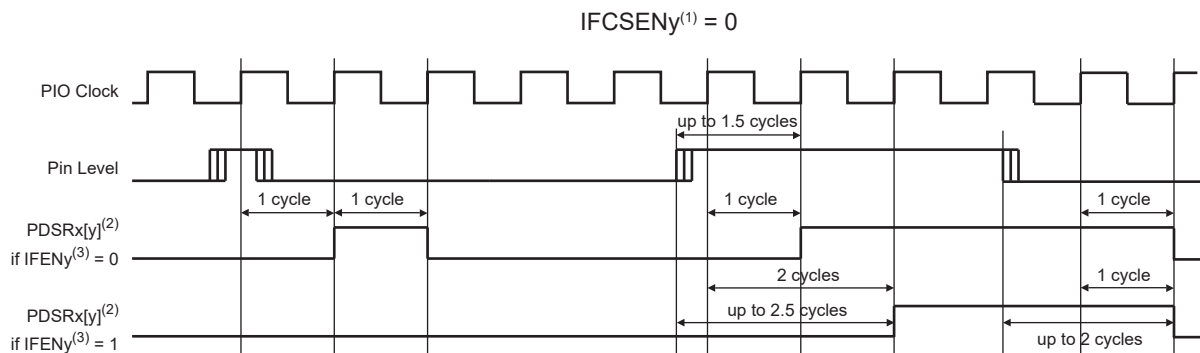 IFCSENy(1) = 0
PIO Clock
up to 1.5 cycles
Pin Level
1 cycle 1 cycle 1 cycle 1 cycle
PDSRx[y](2)
if IFENy(3) = 0
2 cycles 1 cycle
PDSRx[y](2)
up to 2.5 cycles
if IFENy(3) = 1
up to 2 cycles